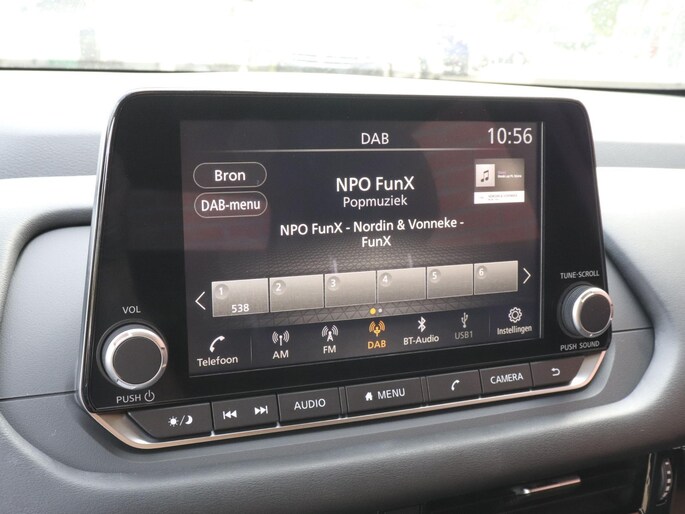 DAB
10:56
Bron
NPO FunX
Popmuziek
DAB-menu
NPO FunX - Nordin & Vonneke -
FunX
1 2 3 4 5 6
538
Telefoon
AM
FM
DAB
BT-Audio
USB1
Instellingen
VOL
PUSH
TUNE·SCROLL
PUSH SOUND
AUDIO
MENU
CAMERA